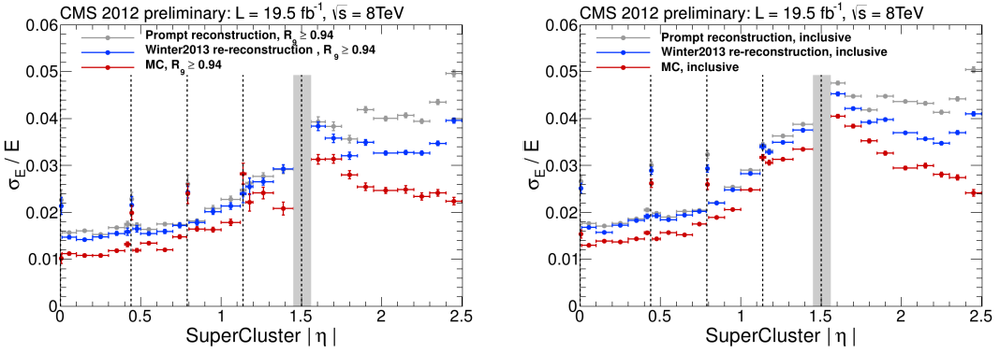 CMS 2012 preliminary: L = 19.5 fb⁻¹, √s = 8TeV
Prompt reconstruction, R₉ ≥ 0.94
Winter2013 re-reconstruction , R₉ ≥ 0.94
MC, R₉ ≥ 0.94
σ_E / E
0.06
0.05
0.04
0.03
0.02
0.01
0
0 0.5 1 1.5 2 2.5
SuperCluster | η |
CMS 2012 preliminary: L = 19.5 fb⁻¹, √s = 8TeV
Prompt reconstruction, inclusive
Winter2013 re-reconstruction, inclusive
MC, inclusive
σ_E / E
0.06
0.05
0.04
0.03
0.02
0.01
0
0 0.5 1 1.5 2 2.5
SuperCluster | η |